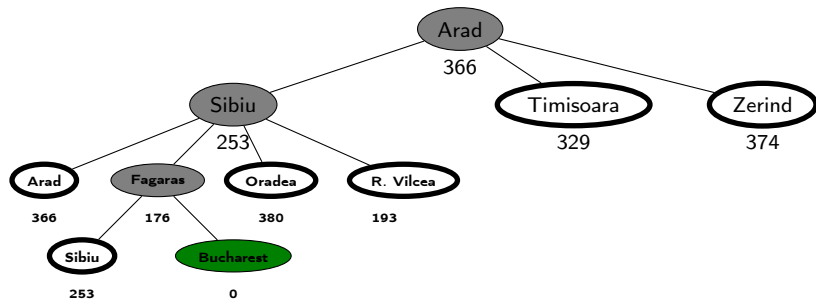 Arad
366
Sibiu
Timisoara
Zerind
253
329
374
Arad
Fagaras
Oradea
R. Vilcea
366
176
380
193
Sibiu
Bucharest
253
0